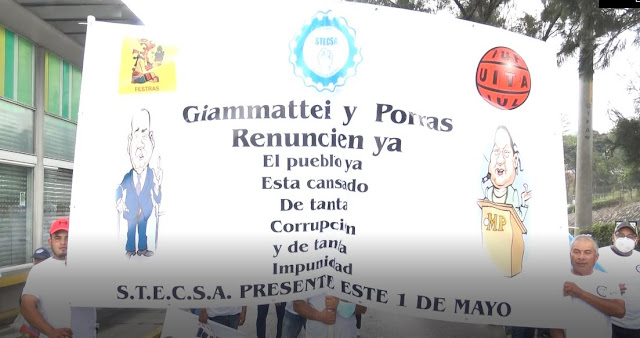 STECSA
FESTRAS
UITA
Giammattei y Porras
Renuncien ya
El pueblo ya
Esta cansado
De tanta
Corrupcin
y de tanta
Impunidad
MP
S.T.E.C.S.A. PRESENTE ESTE 1 DE MAYO